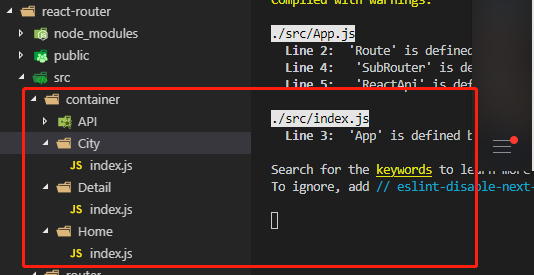 react-router
node_modules
public
src
container
API
City
JS index.js
Detail
JS index.js
Home
JS index.js
router
Compiled with warnings.
./src/App.js
Line 2: 'Route' is defined
Line 4: 'SubRouter' is de
Line 5: 'ReactApi' is def
./src/index.js
Line 3: 'App' is defined b
Search for the keywords to learn more
To ignore, add // eslint-disable-next-